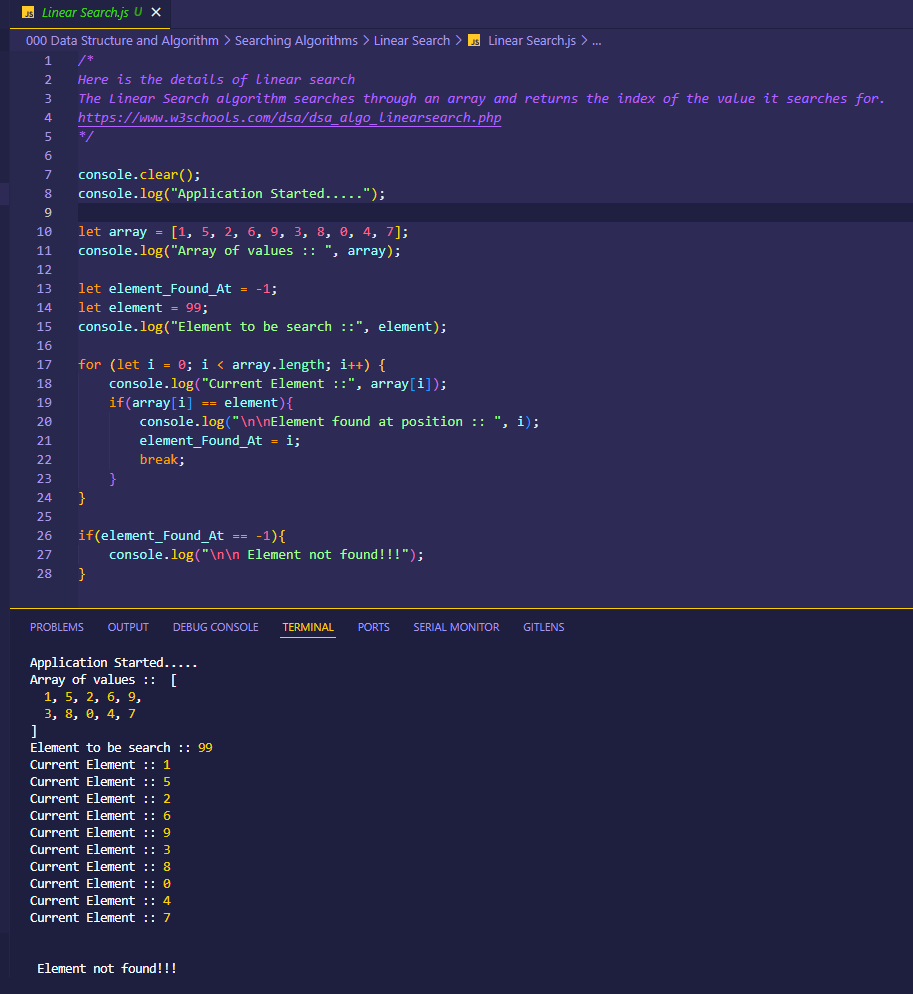 JS Linear Search.js U ✕
000 Data Structure and Algorithm > Searching Algorithms > Linear Search > JS Linear Search.js > ...
1 /*
2 Here is the details of linear search
3 The Linear Search algorithm searches through an array and returns the index of the value it searches for.
4 https://www.w3schools.com/dsa/dsa_algo_linearsearch.php
5 */
6
7 console.clear();
8 console.log("Application Started.....");
9
10 let array = [1, 5, 2, 6, 9, 3, 8, 0, 4, 7];
11 console.log("Array of values :: ", array);
12
13 let element_Found_At = -1;
14 let element = 99;
15 console.log("Element to be search ::", element);
16
17 for (let i = 0; i < array.length; i++) {
18     console.log("Current Element ::", array[i]);
19     if(array[i] == element){
20         console.log("\n\nElement found at position :: ", i);
21         element_Found_At = i;
22         break;
23     }
24 }
25
26 if(element_Found_At == -1){
27     console.log("\n\n Element not found!!!");
28 }
PROBLEMS OUTPUT DEBUG CONSOLE TERMINAL PORTS SERIAL MONITOR GITLENS
Application Started.....
Array of values ::  [
  1, 5, 2, 6, 9,
  3, 8, 0, 4, 7
]
Element to be search :: 99
Current Element :: 1
Current Element :: 5
Current Element :: 2
Current Element :: 6
Current Element :: 9
Current Element :: 3
Current Element :: 8
Current Element :: 0
Current Element :: 4
Current Element :: 7
 Element not found!!!